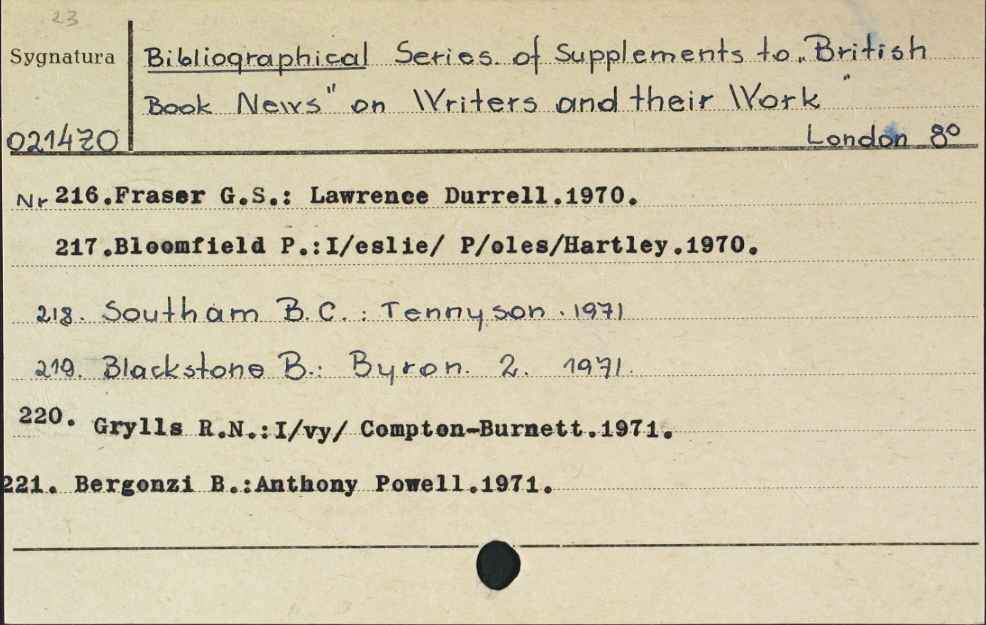 23
Sygnatura
Bibliographical Series of Supplements to „British
Book News" on Writers and their Work"
021470
London 8°
Nr 216.Fraser G.S.: Lawrence Durrell.1970.
217.Bloomfield P.:I/eslie/ P/oles/Hartley.1970.
218. Southam B.C.: Tennyson. 1971
219. Blackstone B.: Byron. 2. 1971.
220. Grylls R.N.:I/vy/ Compton-Burnett.1971.
221. Bergonzi B.:Anthony Powell.1971.